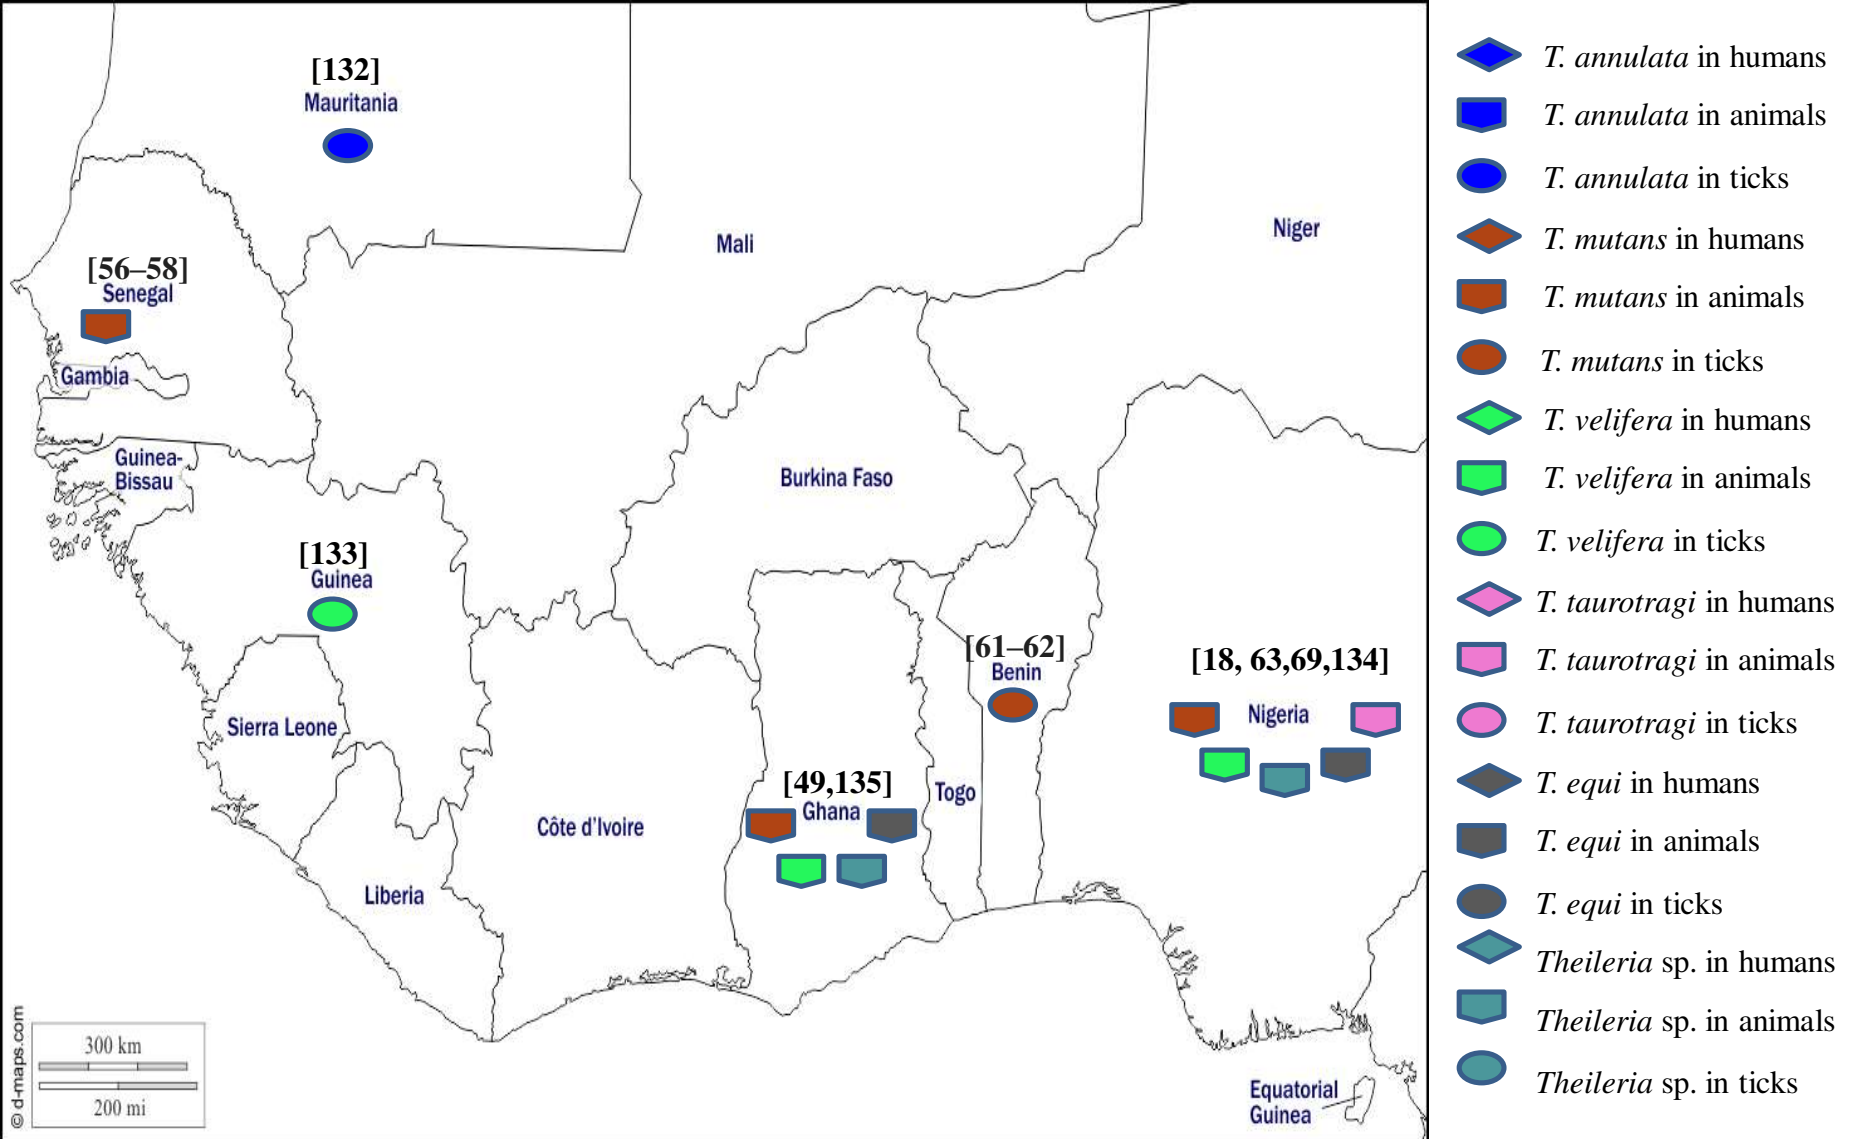 [132]
Mauritania
Mali
Niger
[56–58]
Senegal
Gambia
Guinea-
Bissau
Burkina Faso
[133]
Guinea
[61–62]
Benin
[18, 63,69,134]
Nigeria
Sierra Leone
[49,135]
Ghana
Togo
Côte d'Ivoire
Liberia
Equatorial
Guinea
300 km
200 mi
© d-maps.com
T. annulata in humans
T. annulata in animals
T. annulata in ticks
T. mutans in humans
T. mutans in animals
T. mutans in ticks
T. velifera in humans
T. velifera in animals
T. velifera in ticks
T. taurotragi in humans
T. taurotragi in animals
T. taurotragi in ticks
T. equi in humans
T. equi in animals
T. equi in ticks
Theileria sp. in humans
Theileria sp. in animals
Theileria sp. in ticks